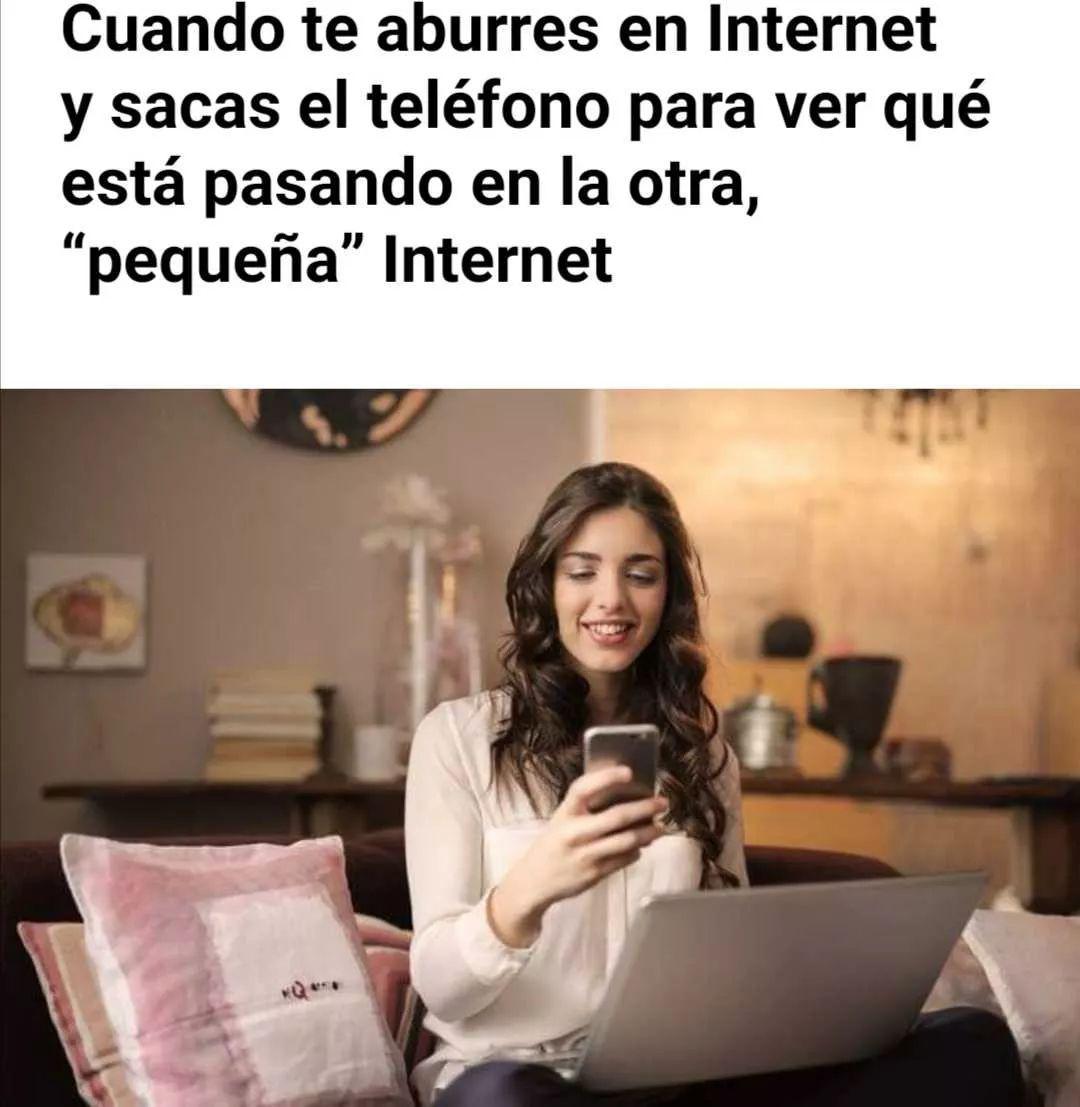 Cuando te aburres en Internet
y sacas el teléfono para ver qué
está pasando en la otra,
“pequeña” Internet